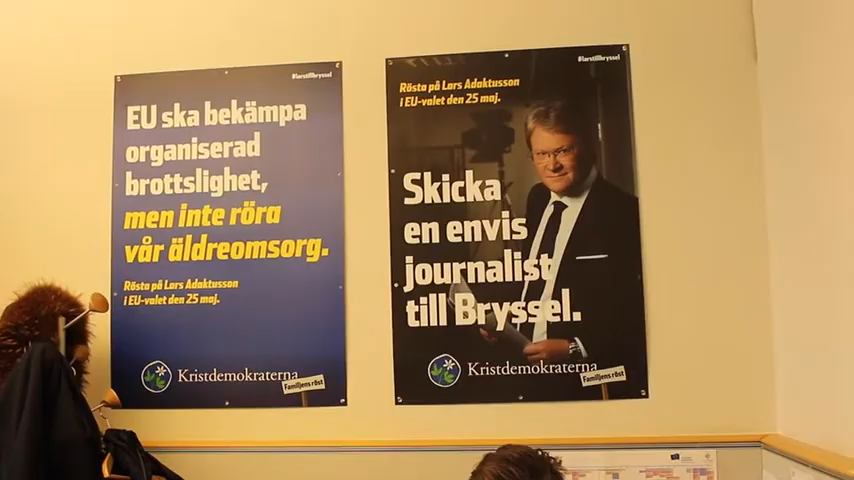 #larstillbryssel
EU ska bekämpa
organiserad
brottslighet,
men inte röra
vår äldreomsorg.
Rösta på Lars Adaktusson
i EU-valet den 25 maj.
Kristdemokraterna
Familjens röst
#larstillbryssel
Rösta på Lars Adaktusson
i EU-valet den 25 maj.
Skicka
en envis
journalist
till Bryssel.
Kristdemokraterna
Familjens röst